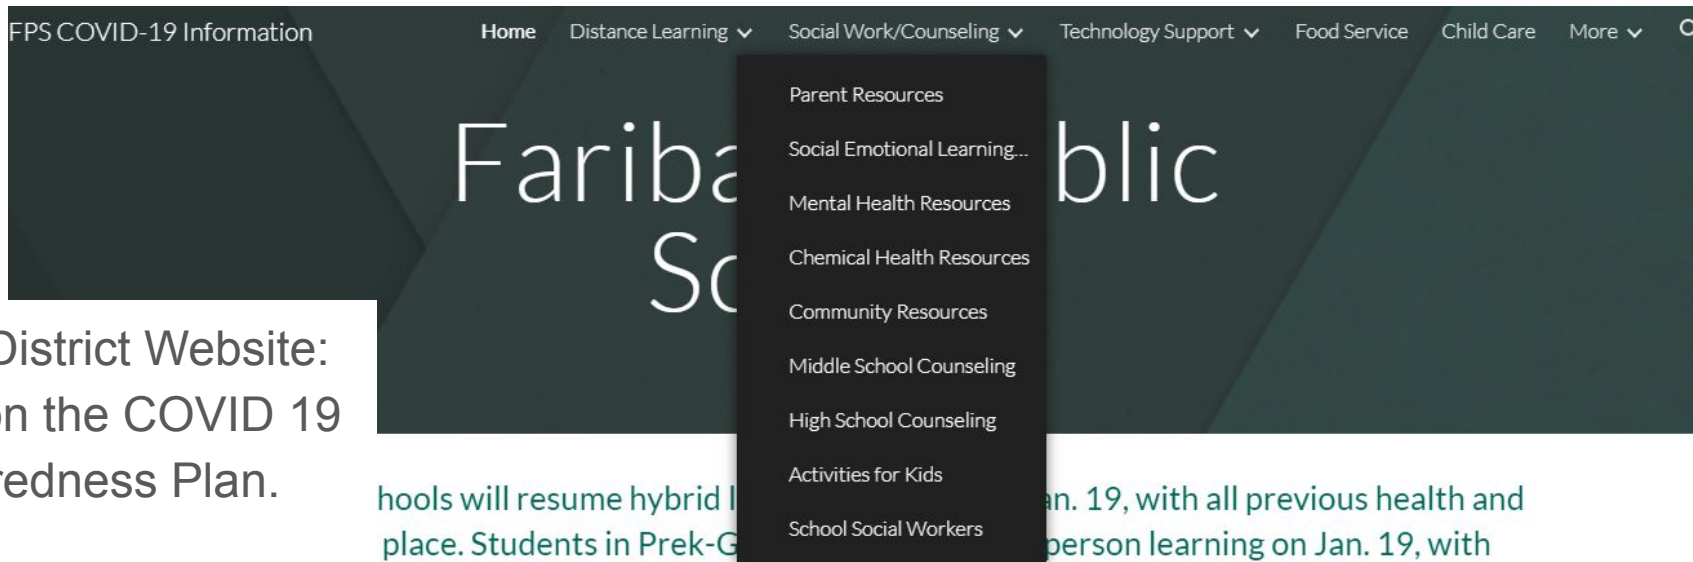 FPS COVID-19 Information
Home Distance Learning Social Work/Counseling Technology Support Food Service Child Care More
Parent Resources
Social Emotional Learning...
Mental Health Resources
Chemical Health Resources
Community Resources
Middle School Counseling
High School Counseling
Activities for Kids
School Social Workers
Fariba blic
Sc
District Website:
on the COVID 19
redness Plan.
hools will resume hybrid l an. 19, with all previous health and
place. Students in Prek-G person learning on Jan. 19, with